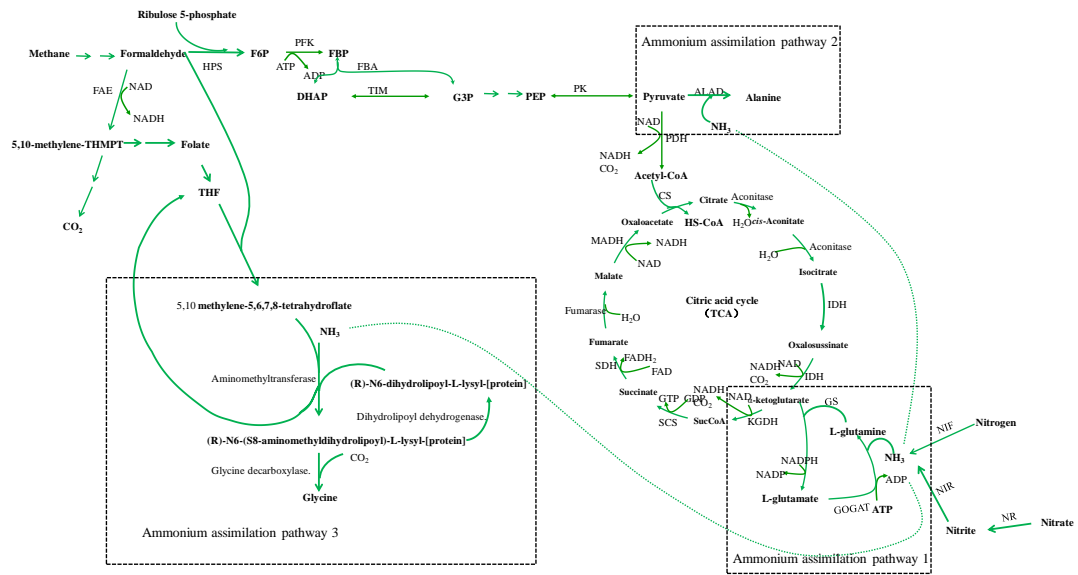 Ribulose 5-phosphate
Methane
Formaldehyde
HPS
F6P
PFK
ATP
ADP
FBP
FBA
DHAP
TIM
G3P
PEP
PK
Ammonium assimilation pathway 2
Pyruvate
ALAD
Alanine
NH3
FAE
NAD
NADH
5,10-methylene-THMPT
Folate
THF
CO2
NAD
PDH
NADH
CO2
Acetyl-CoA
CS
Citrate
Aconitase
Oxaloacetate
HS-CoA
H2O
cis-Aconitate
MADH
NADH
NAD
H2O
Aconitase
Malate
Isocitrate
Citric acid cycle
(TCA)
IDH
Fumarase
H2O
Fumarate
Oxalosussinate
SDH
FADH2
FAD
NADH
CO2
NAD
IDH
Succinate
GTP
GDP
NADH
CO2
NAD
L-ketoglutarate
SCS
SucCoA
KGDH
GS
L-glutamine
NH3
NADPH
NADP
ADP
L-glutamate
GOGAT
ATP
Ammonium assimilation pathway 1
NIF
Nitrogen
NIR
Nitrite
NR
Nitrate
5,10 methylene-5,6,7,8-tetrahydroflate
NH3
Aminomethyltransferase
(R)-N6-dihydrolipoyl-L-lysyl-[protein]
Dihydrolipoyl dehydrogenase.
(R)-N6-(S8-aminomethyldihydrolipoyl)-L-lysyl-[protein]
Glycine decarboxylase.
CO2
Glycine
Ammonium assimilation pathway 3